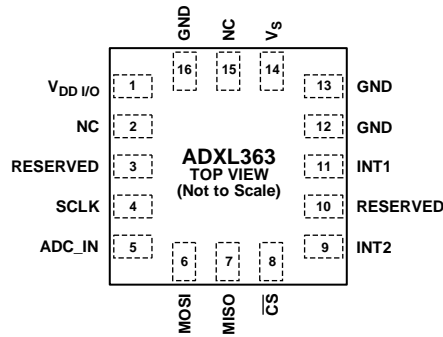 GND
NC
VS
16
15
14
VDD I/O
1
13
GND
NC
2
12
GND
RESERVED
3
ADXL363
TOP VIEW
(Not to Scale)
11
INT1
SCLK
4
10
RESERVED
ADC_IN
5
9
INT2
6
7
8
MOSI
MISO
CS